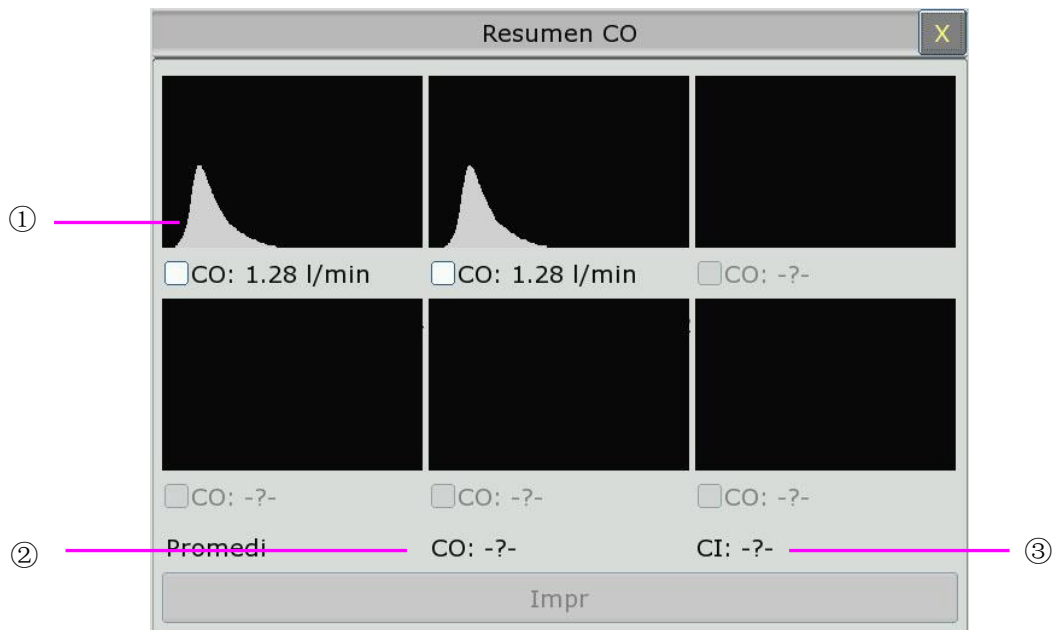 Resumen CO X
①
CO: 1.28 l/min CO: 1.28 l/min CO: -?-
CO: -?- CO: -?- CO: -?-
② Promedi CO: -?- CI: -?- ③
Impr